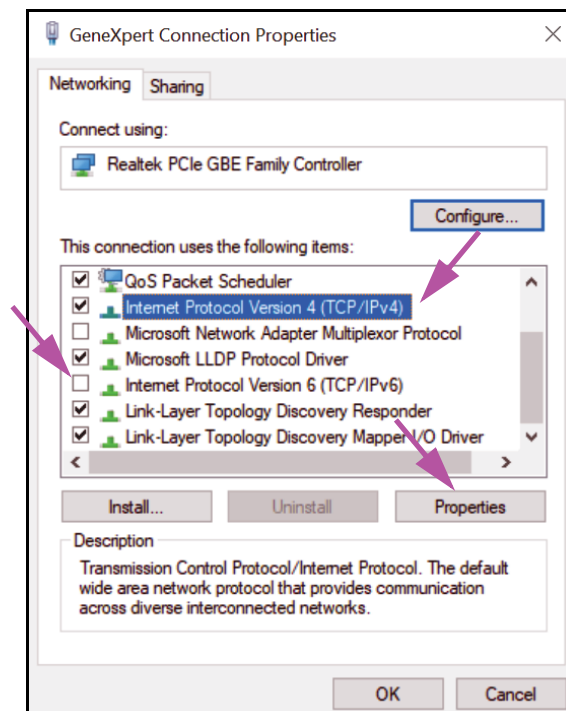 GeneXpert Connection Properties
Networking
Sharing
Connect using:
Realtek PCIe GBE Family Controller
Configure...
This connection uses the following items:
QoS Packet Scheduler
Internet Protocol Version 4 (TCP/IPv4)
Microsoft Network Adapter Multiplexor Protocol
Microsoft LLDP Protocol Driver
Internet Protocol Version 6 (TCP/IPv6)
Link-Layer Topology Discovery Responder
Link-Layer Topology Discovery Mapper I/O Driver
Install...
Uninstall
Properties
Description
Transmission Control Protocol/Internet Protocol. The default
wide area network protocol that provides communication
across diverse interconnected networks.
OK
Cancel